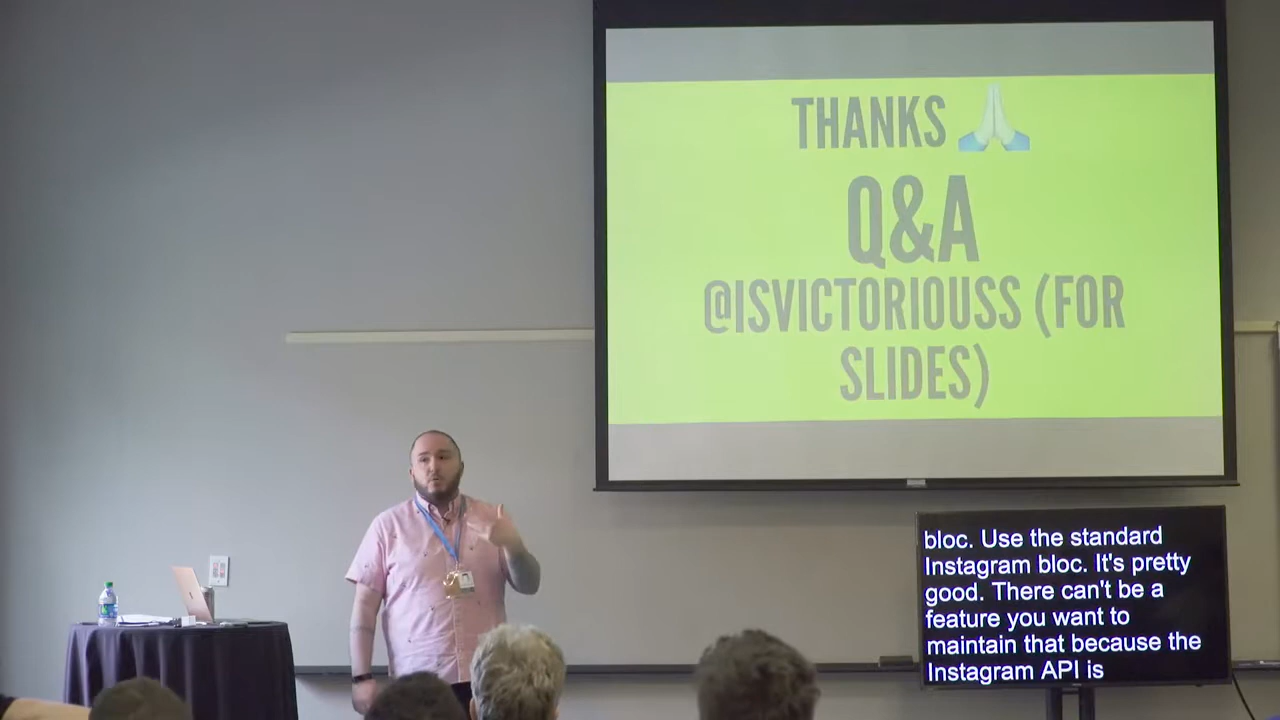 THANKS 🙏
Q&A
@ISVICTORIOUSS (FOR
SLIDES)
bloc. Use the standard
Instagram bloc. It's pretty
good. There can't be a
feature you want to
maintain that because the
Instagram API is